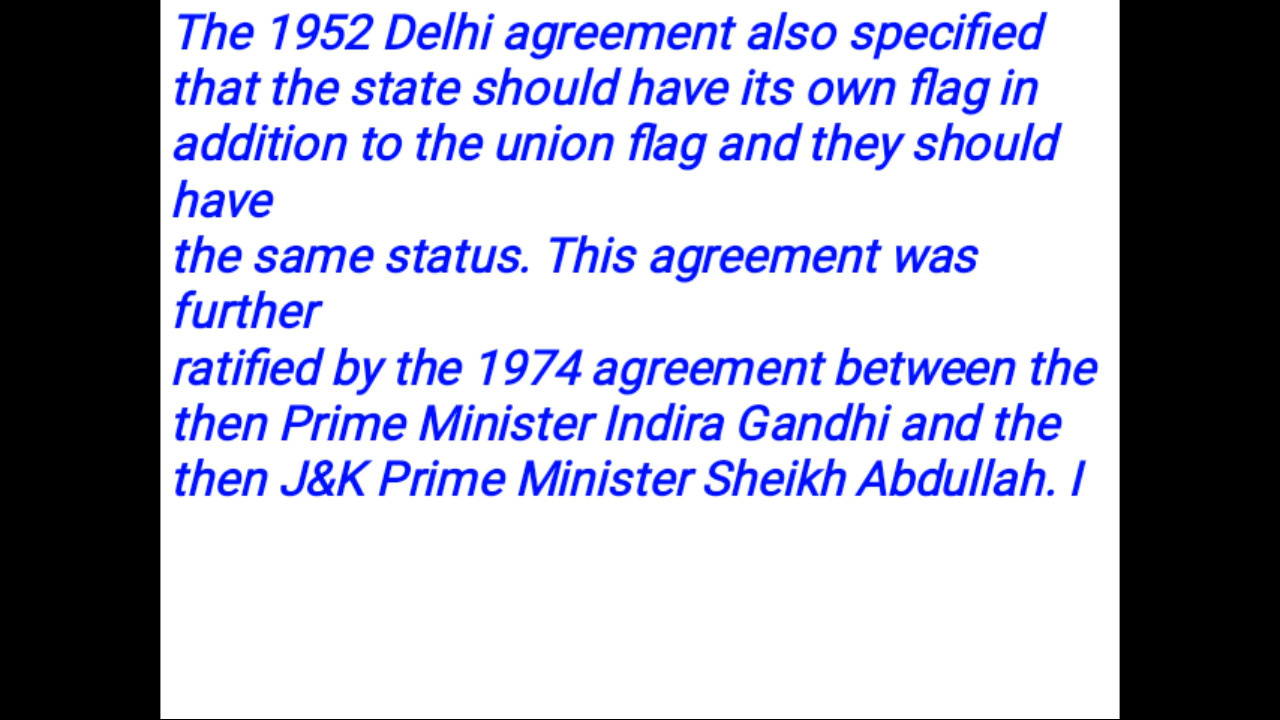 The 1952 Delhi agreement also specified
that the state should have its own flag in
addition to the union flag and they should
have
the same status. This agreement was
further
ratified by the 1974 agreement between the
then Prime Minister Indira Gandhi and the
then J&K Prime Minister Sheikh Abdullah. I